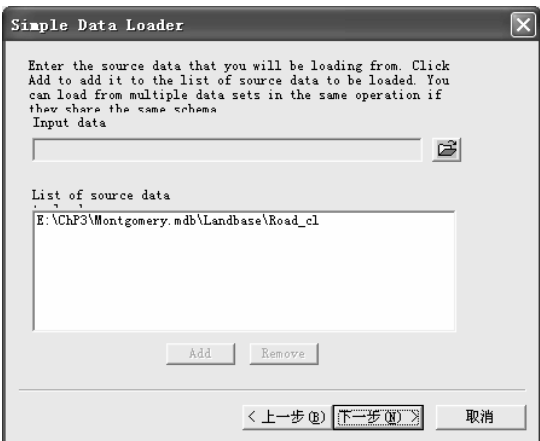 Simple Data Loader
Enter the source data that you will be loading from. Click
Add to add it to the list of source data to be loaded. You
can load from multiple data sets in the same operation if
they share the same schema
Input data
List of source data
E:\ChP3\Montgomery.mdb\Landbase\Road_cl
Add
Remove
< 上一步(B)
下一步(N) >
取消